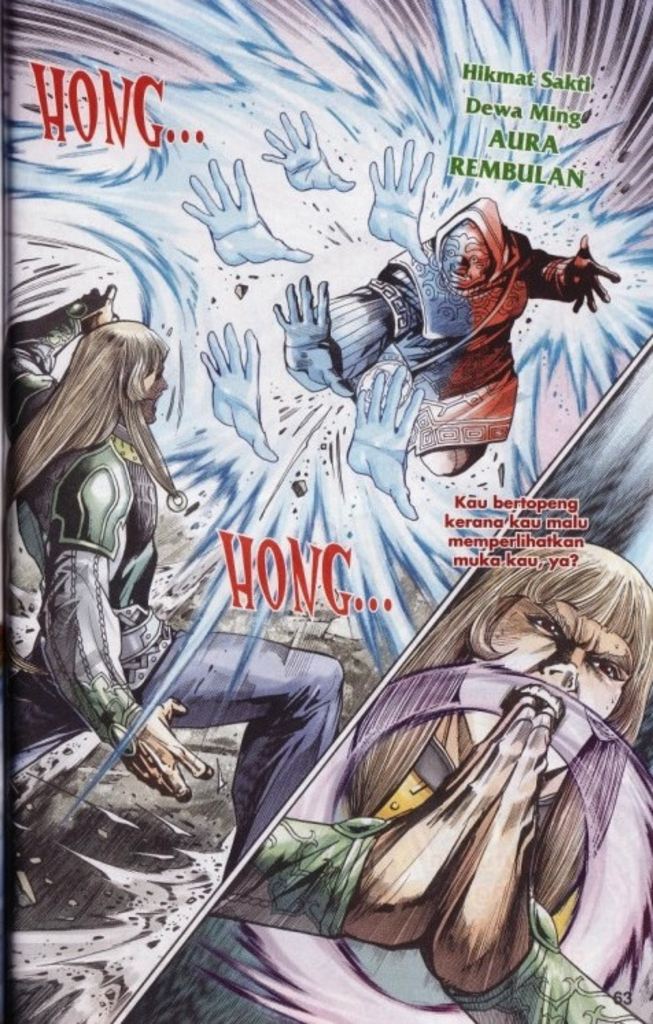 HONG...
Hikmat Sakti
Dewa Ming
AURA
REMBULAN
Kau bertopeng
kerana kau malu
memperlihatkan
muka kau, ya?
HONG...
63